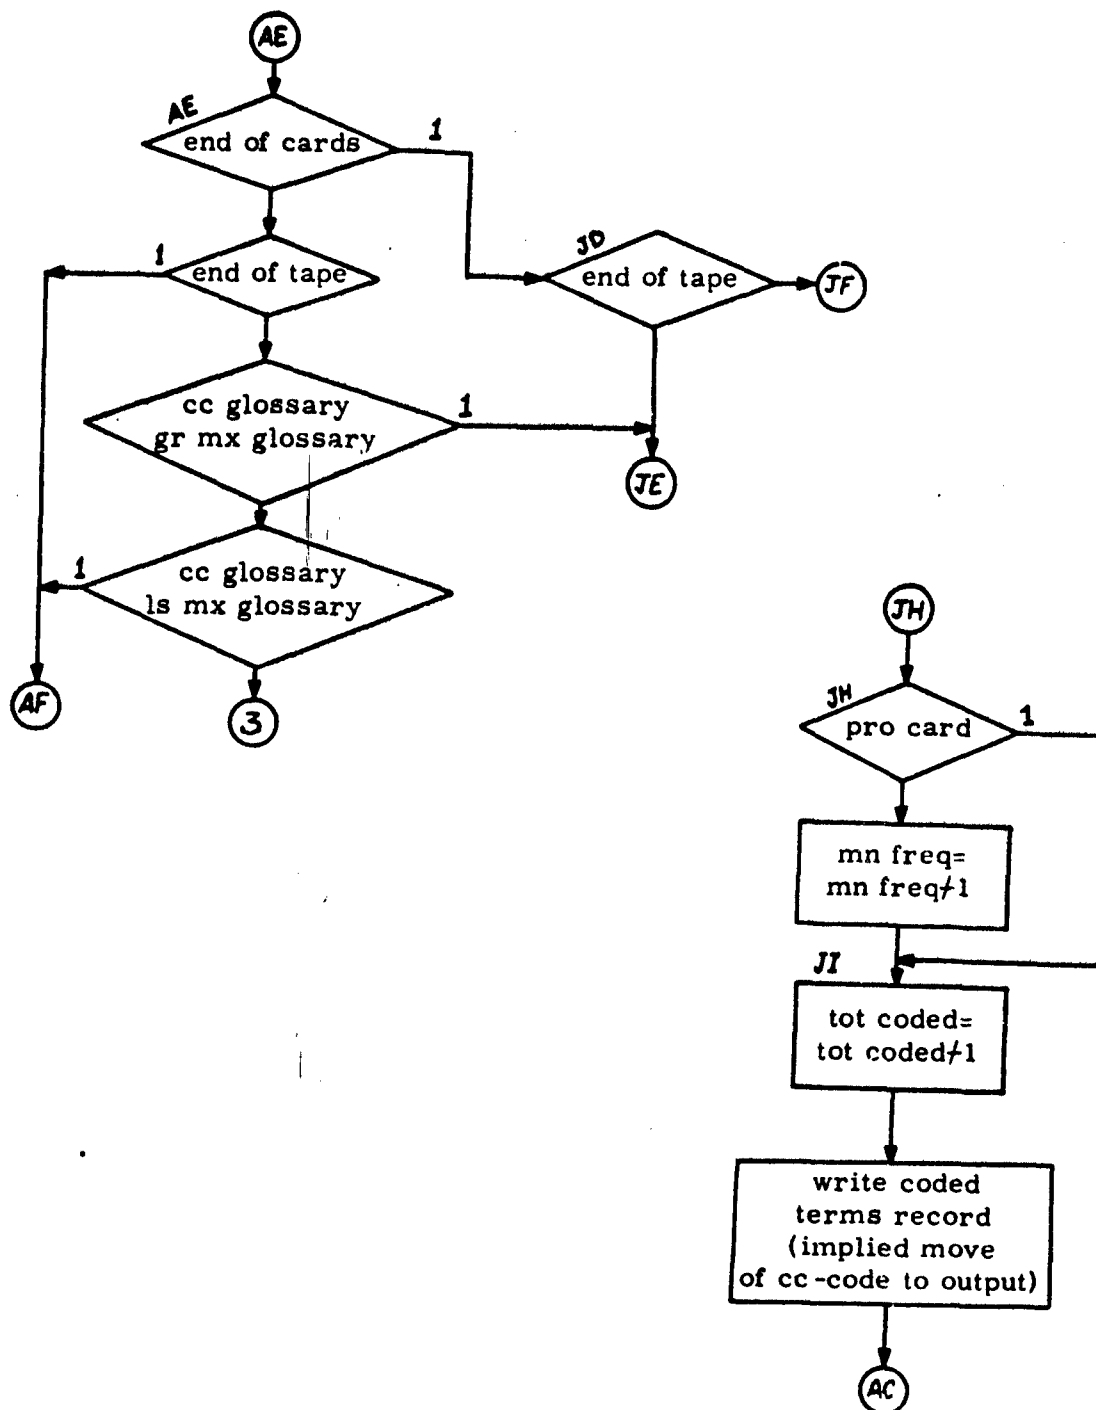 AE
AE
end of cards
1
1
end of tape
JD
end of tape
JF
cc glossary
gr mx glossary
1
JE
1
cc glossary
ls mx glossary
AF
3
JH
JH
pro card
1
mn freq=
mn freq+1
JI
tot coded=
tot coded+1
write coded
terms record
(implied move
of cc-code to output)
AC